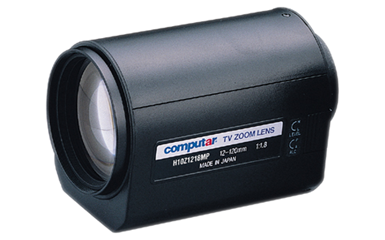 computar TV ZOOM LENS
H10Z1218MP 12-120mm 1:1.8
MADE IN JAPAN